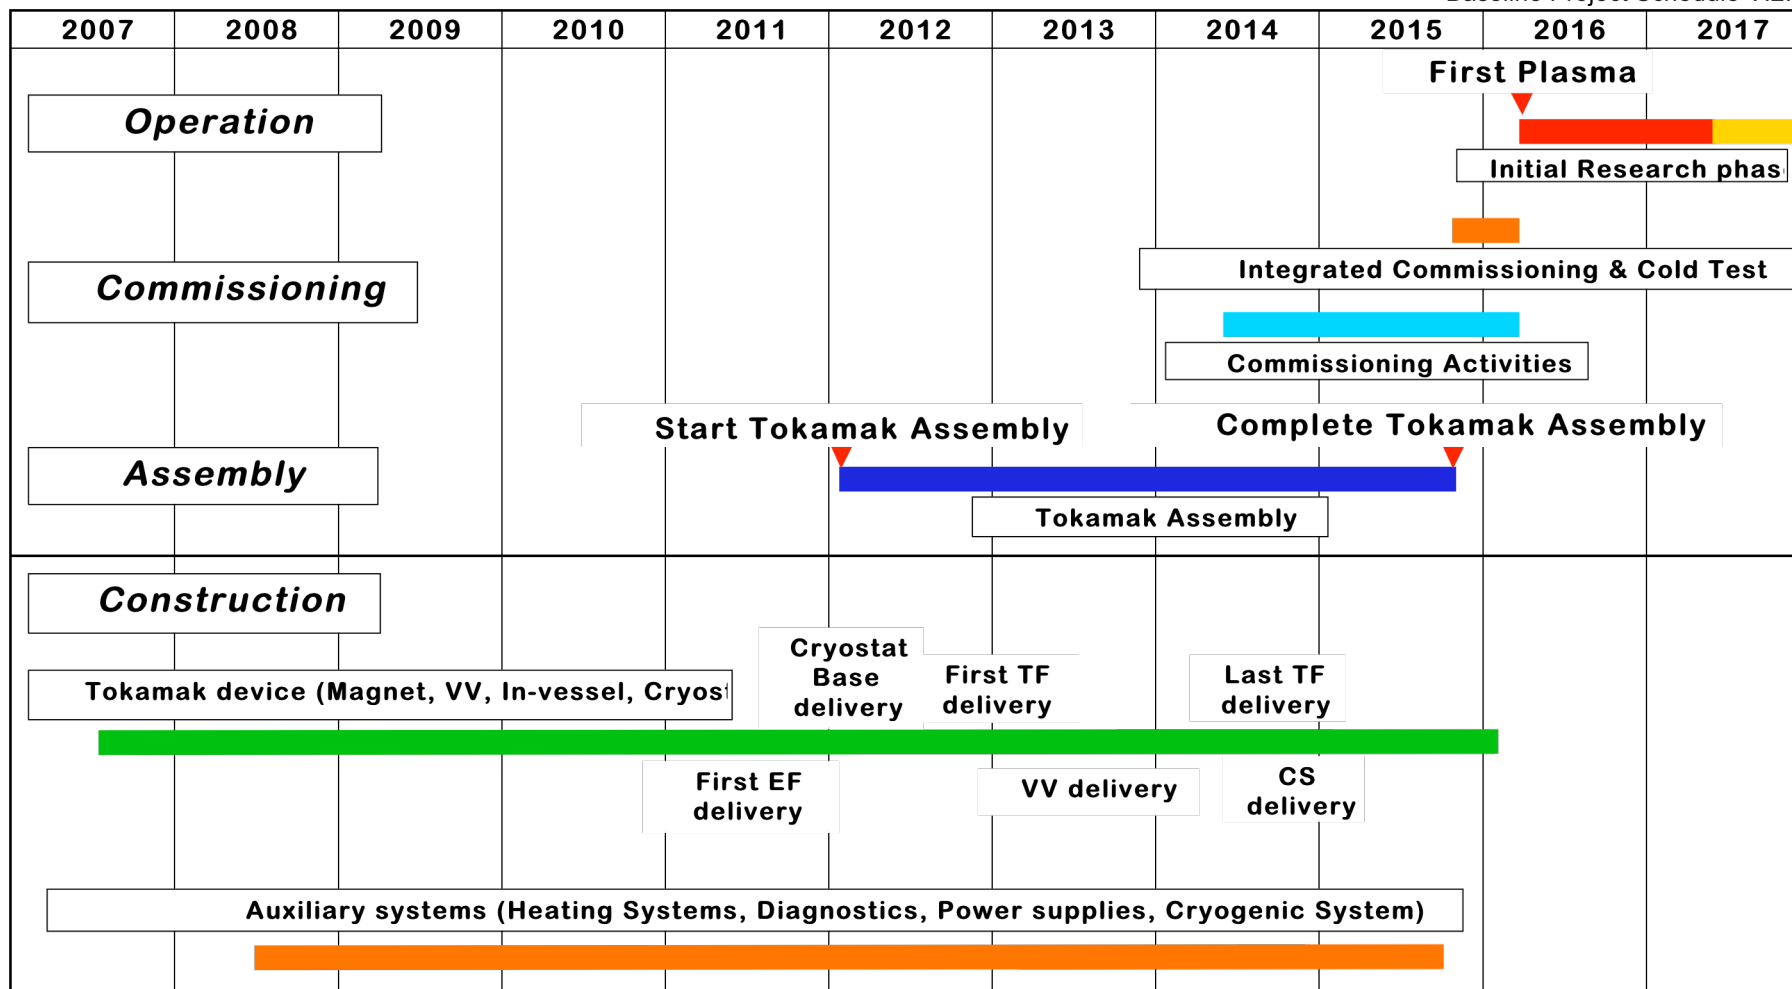 2007 2008 2009 2010 2011 2012 2013 2014 2015 2016 2017
First Plasma
Operation
Initial Research phas
Integrated Commissioning & Cold Test
Commissioning
Commissioning Activities
Start Tokamak Assembly
Complete Tokamak Assembly
Assembly
Tokamak Assembly
Construction
Tokamak device (Magnet, VV, In-vessel, Cryos
Cryostat
Base
delivery
First TF
delivery
Last TF
delivery
First EF
delivery
VV delivery
CS
delivery
Auxiliary systems (Heating Systems, Diagnostics, Power supplies, Cryogenic System)